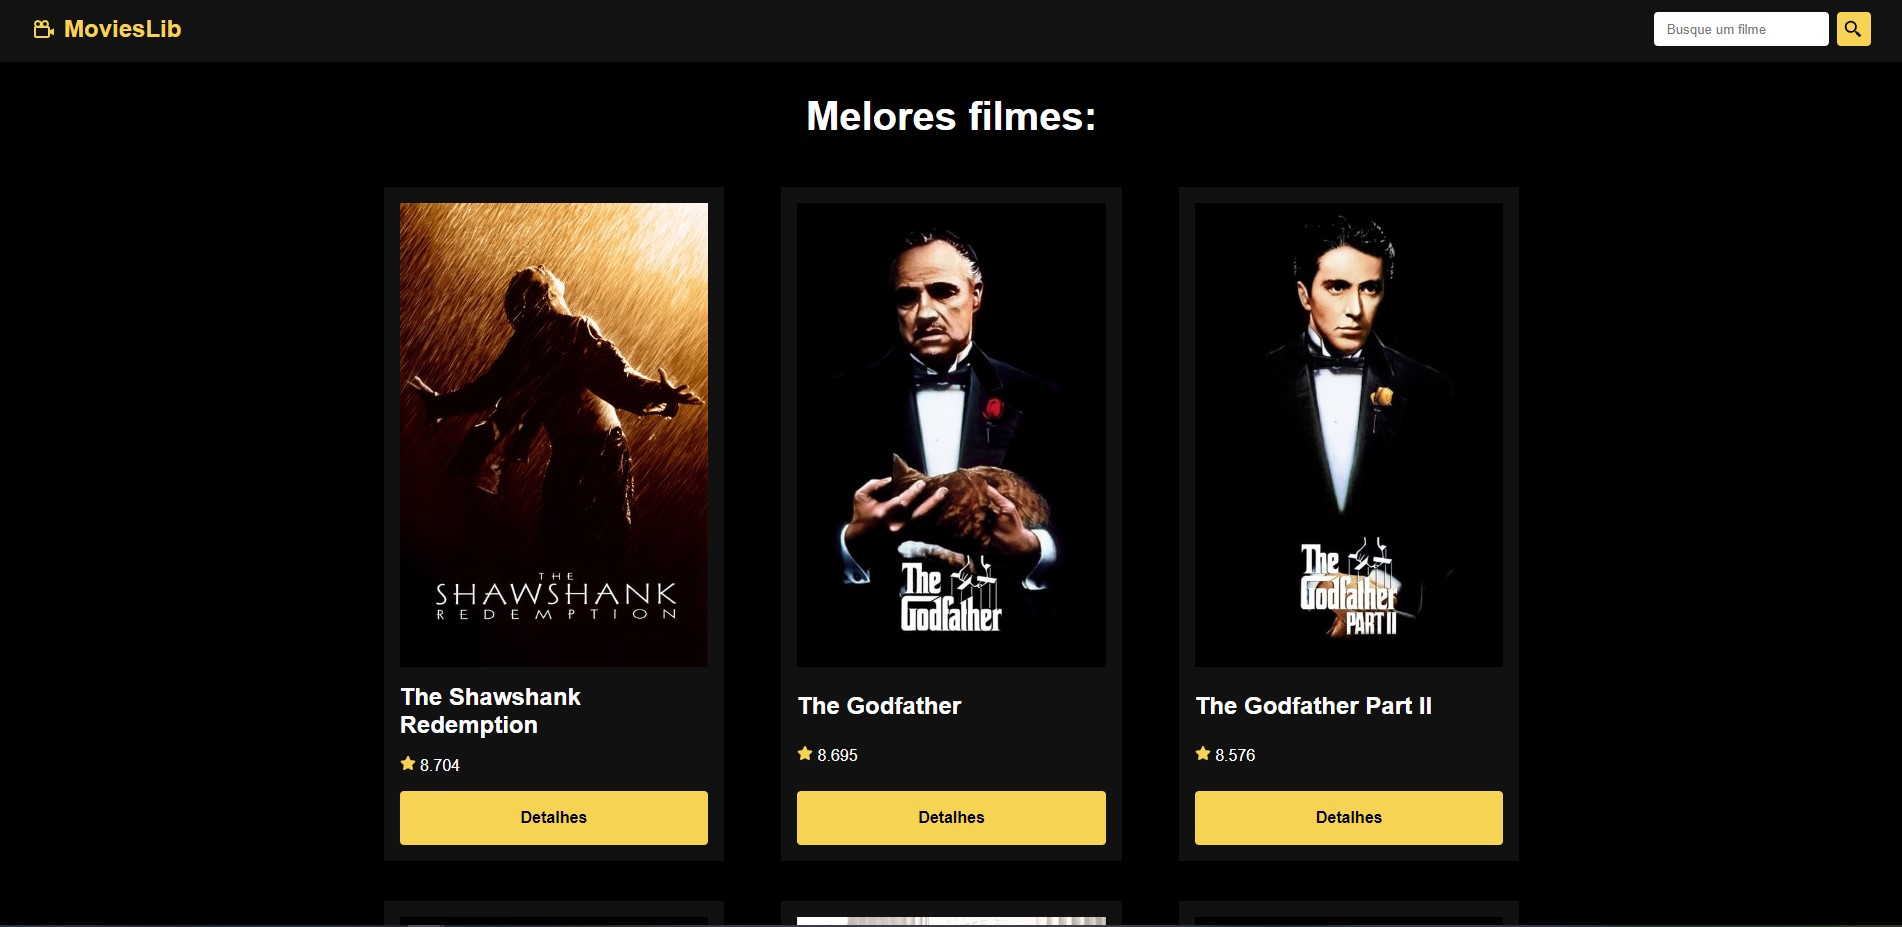 MoviesLib
Busque um filme
Melores filmes:
THE
SHAWSHANK
REDEMPTION
The
Godfather
The
Godfather
PART II
The Shawshank
Redemption
The Godfather
The Godfather Part II
8.704
8.695
8.576
Detalhes
Detalhes
Detalhes